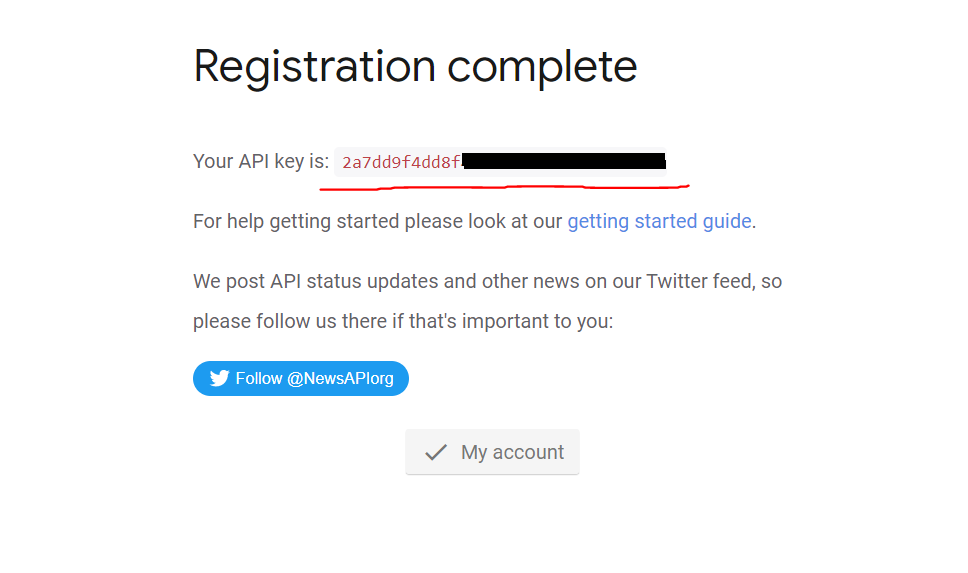 Registration complete
Your API key is: 2a7dd9f4dd8f
For help getting started please look at our getting started guide.
We post API status updates and other news on our Twitter feed, so
please follow us there if that's important to you:
Follow @NewsAPIorg
My account